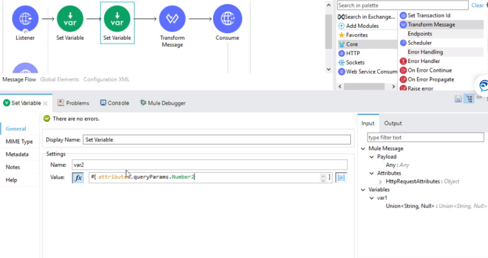 Search in palette
Clear
Search in Exchange...
Add Modules
Favorites
Core
HTTP
Sockets
Web Service Consum
Set Transaction Id
Transform Message
Endpoints
Scheduler
Error Handling
Error Handler
On Error Continue
On Error Propagate
Raise error
Listener
Set Variable
Set Variable
Transform
Message
Consume
Message Flow
Global Elements
Configuration XML
Set Variable
Problems
Console
Mule Debugger
General
MIME Type
Metadata
Notes
Help
There are no errors.
Display Name:
Set Variable
Settings
Name:
var2
Value:
fx
#[ attributes.queryParams.Number2
]
Input
Output
type filter text
Mule Message
Payload
Any : Any
Attributes
HttpRequestAttributes : Object
Variables
var1
Union<String, Null> : Union<String, Null>